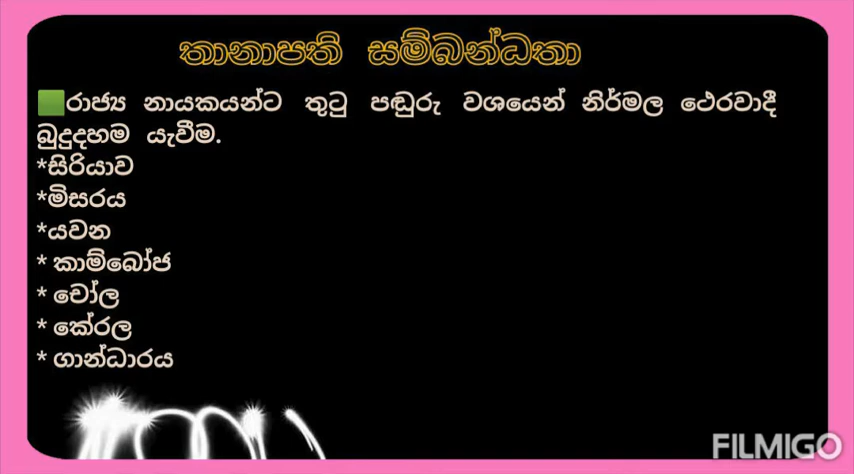 තානාපති සම්බන්ධතා
🟩රාජ්‍ය නායකයන්ට තුටු පඬුරු වශයෙන් නිර්මල ථෙරවාදී
බුදුදහම යැවීම.
*සිරියාව
*මිසරය
*යවන
* කාම්බෝජ
* චෝල
* කේරල
* ගාන්ධාරය
FILMIGO